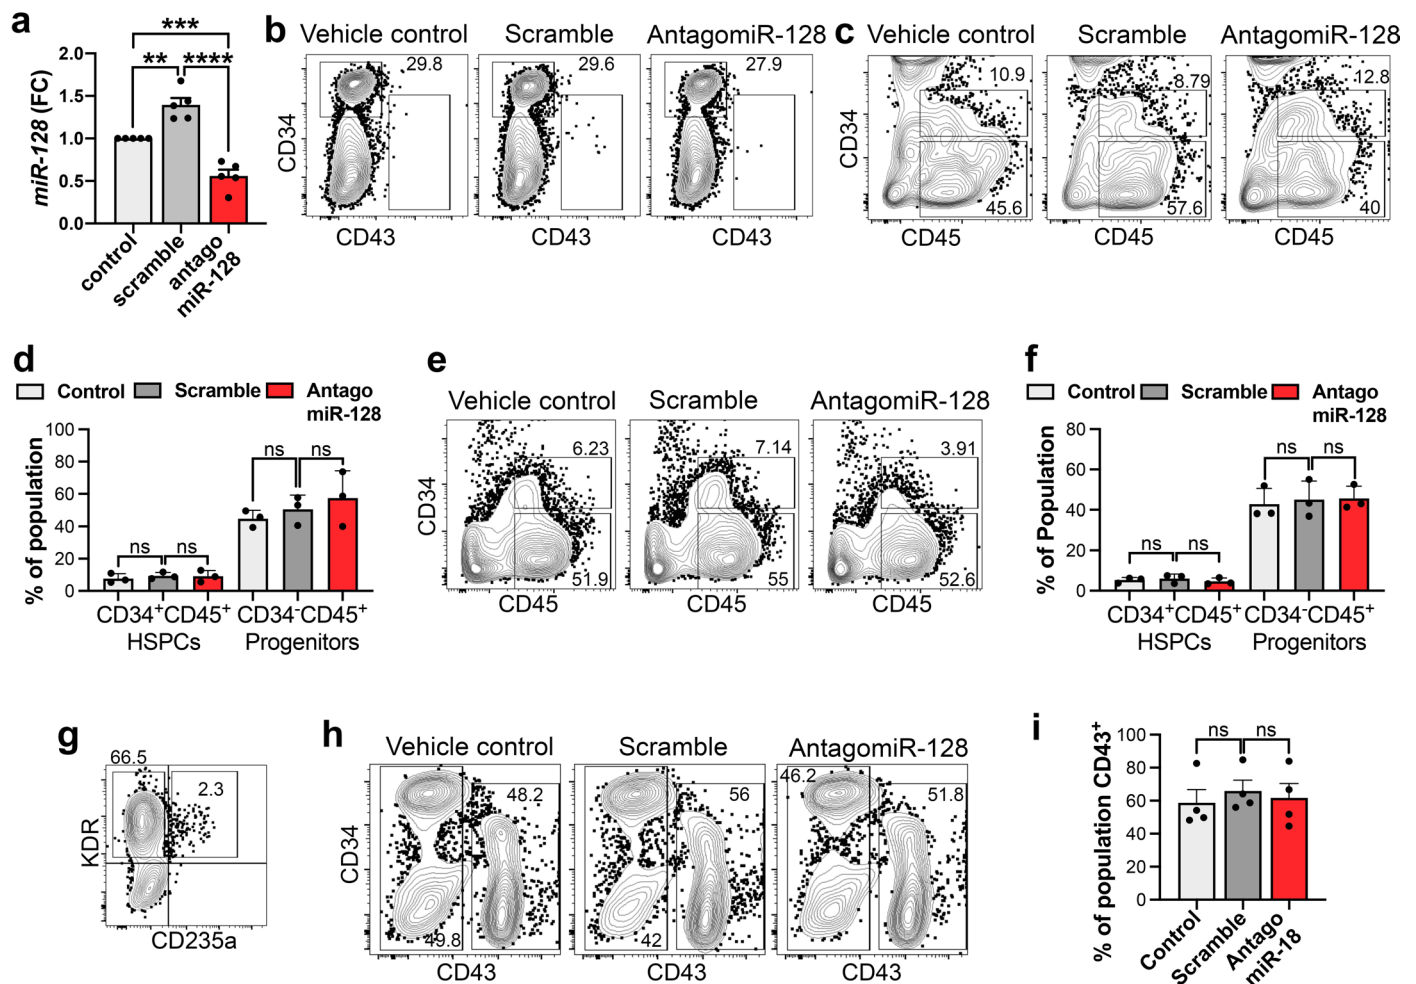 a
***
**
****
miR-128 (FC)
2.0
1.5
1.0
0.5
0.0
control
scramble
antago
miR-128
b
Vehicle control
Scramble
AntagomiR-128
29.8
29.6
27.9
CD34
CD43
CD43
CD43
c
Vehicle control
Scramble
AntagomiR-128
10.9
8.79
12.8
CD34
45.6
57.6
40
CD45
CD45
CD45
d
Control
Scramble
Antago
miR-128
% of population
100
80
60
40
20
0
ns
ns
ns
ns
CD34+CD45+
HSPCs
CD34-CD45+
Progenitors
e
Vehicle control
Scramble
AntagomiR-128
6.23
7.14
3.91
CD34
51.9
55
52.6
CD45
CD45
CD45
f
Control
Scramble
Antago
miR-128
% of Population
80
60
40
20
0
ns
ns
ns
ns
CD34+CD45+
HSPCs
CD34-CD45+
Progenitors
g
66.5
2.3
KDR
CD235a
h
Vehicle control
Scramble
AntagomiR-128
48.2
56
46.2
51.8
CD34
49.8
42
CD43
CD43
CD43
i
% of population CD43+
100
80
60
40
20
0
ns
ns
Control
Scramble
Antago
miR-18